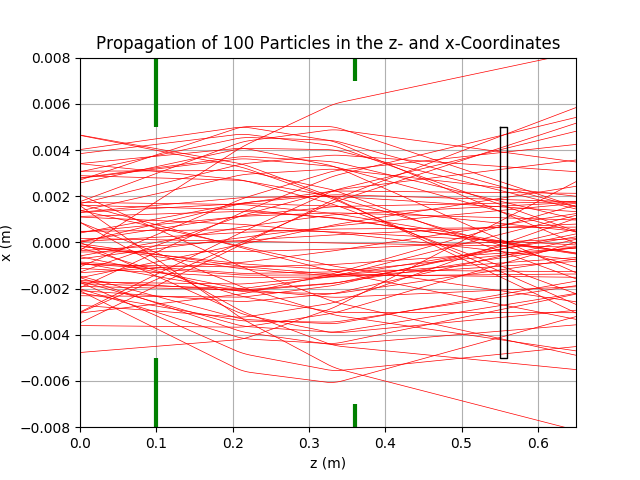 Propagation of 100 Particles in the z- and x-Coordinates
0.008
0.006
0.004
0.002
0.000
−0.002
−0.004
−0.006
−0.008
x (m)
0.0 0.1 0.2 0.3 0.4 0.5 0.6
z (m)